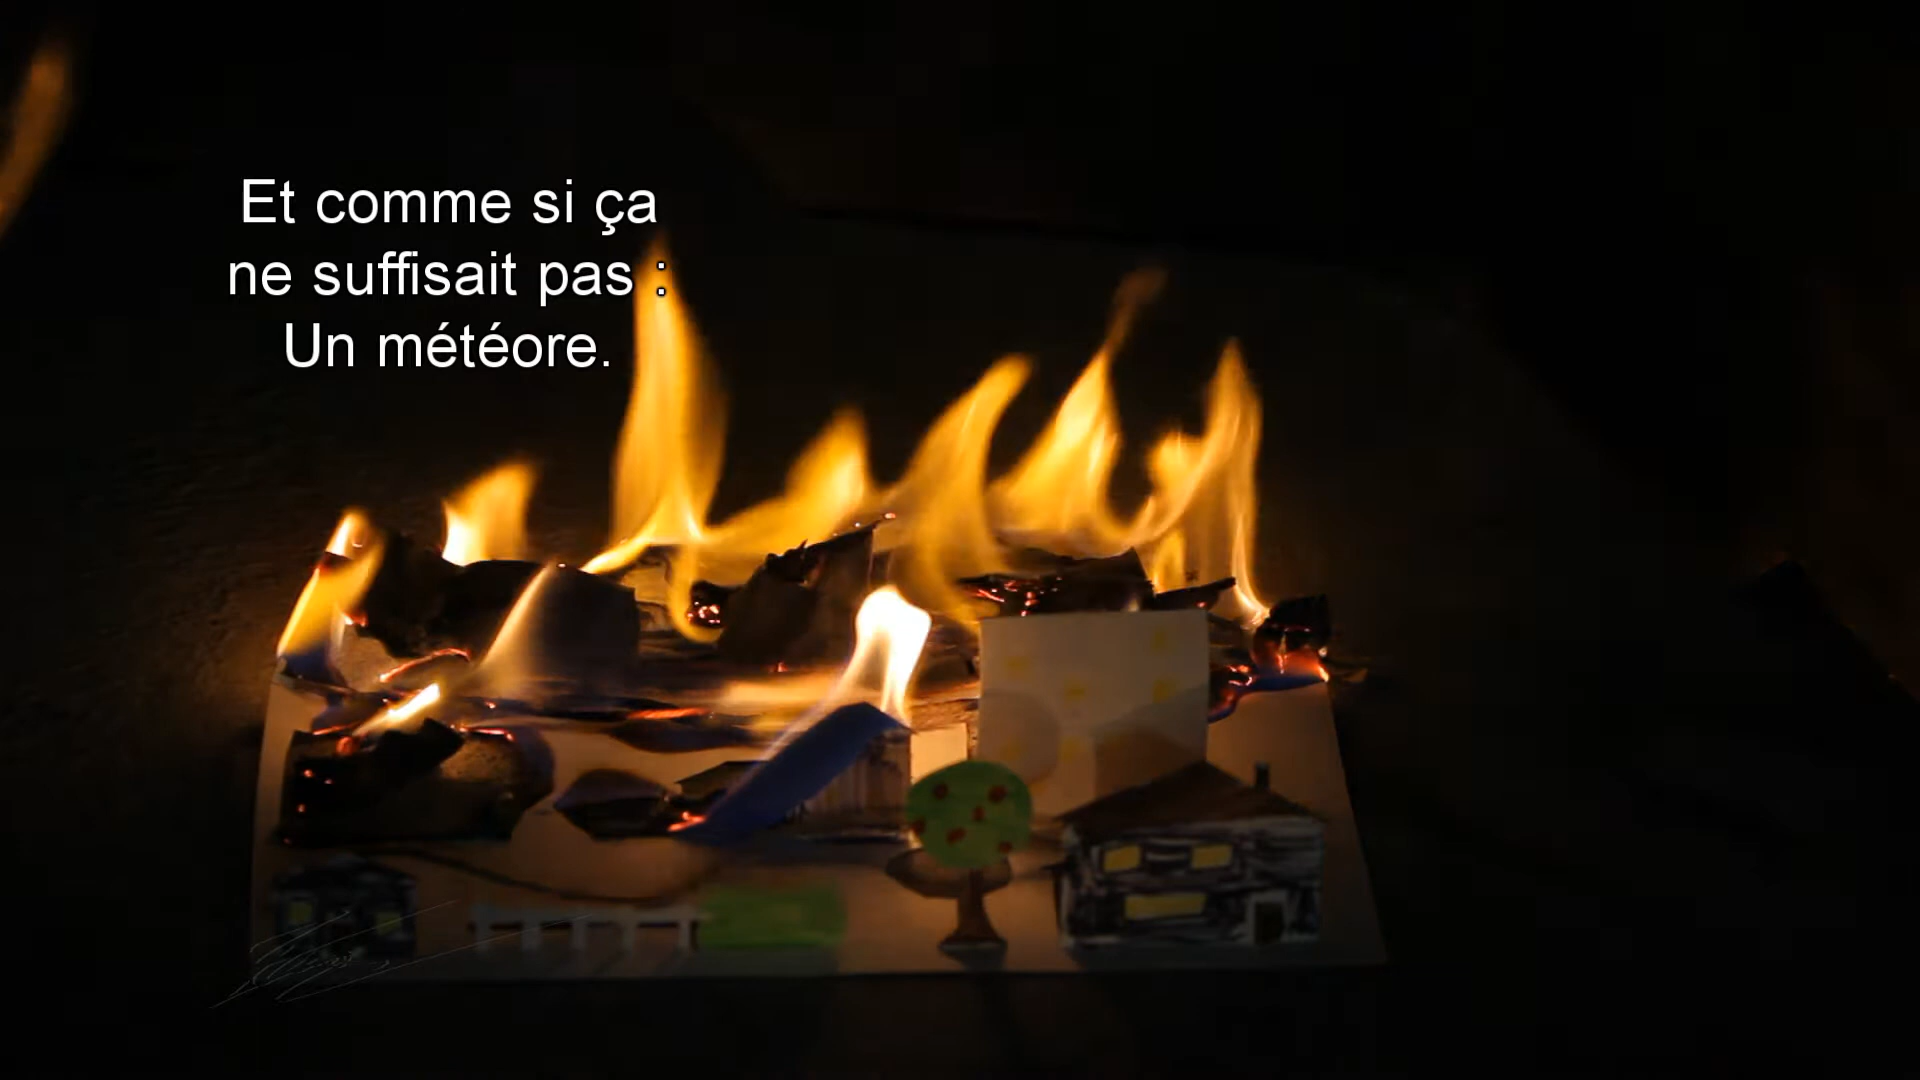 Et comme si ça
ne suffisait pas :
Un météore.